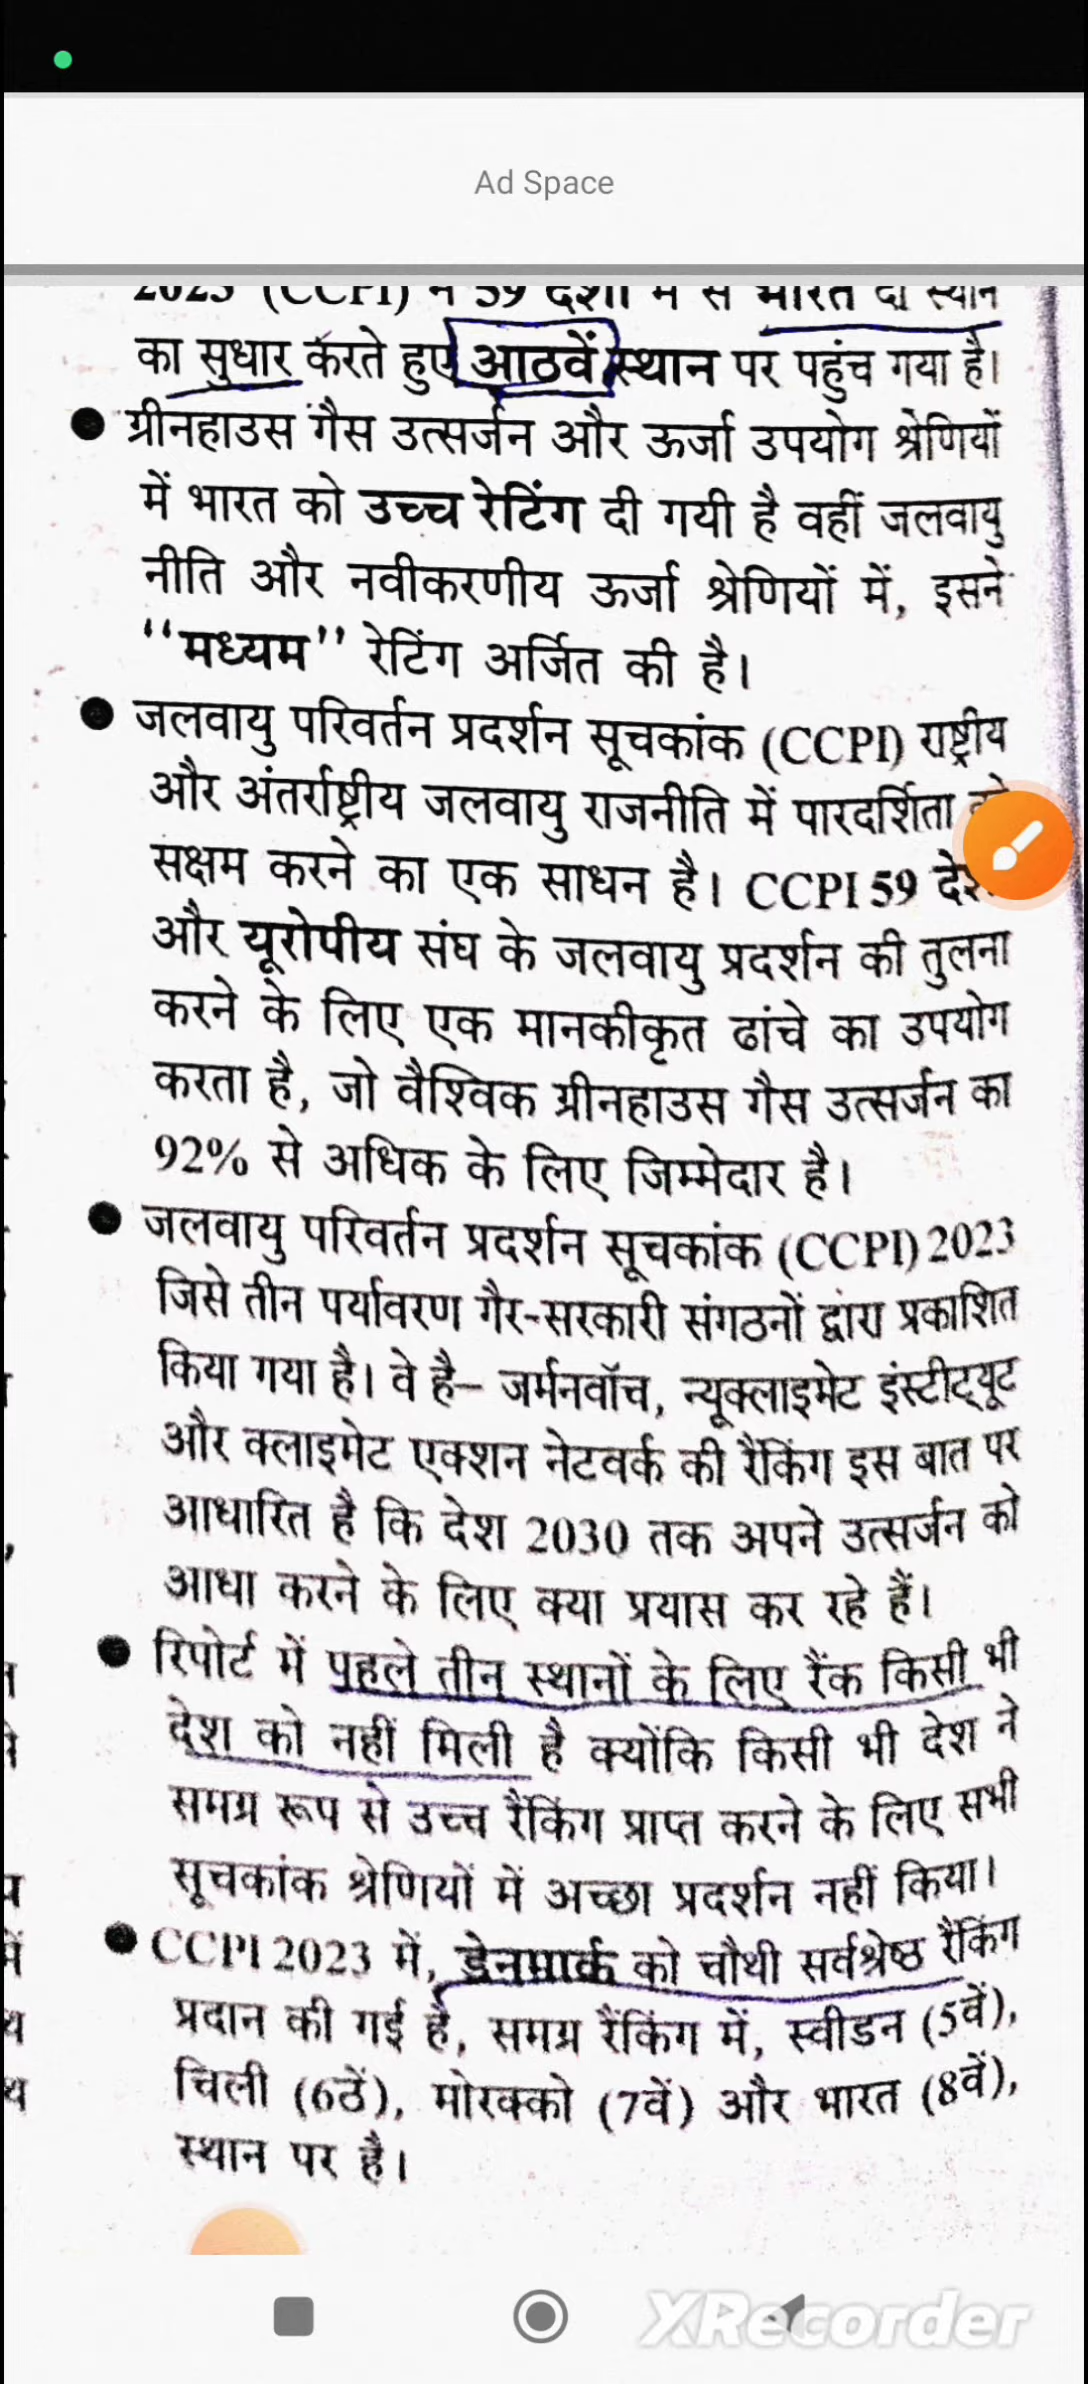 Ad Space
2023 (CCPI) में 59 देशों में से भारत दो स्थान
का सुधार करते हुए आठवें स्थान पर पहुंच गया है।
● ग्रीनहाउस गैस उत्सर्जन और ऊर्जा उपयोग श्रेणियों
में भारत को उच्च रेटिंग दी गयी है वहीं जलवायु
नीति और नवीकरणीय ऊर्जा श्रेणियों में, इसने
“मध्यम” रेटिंग अर्जित की है।
● जलवायु परिवर्तन प्रदर्शन सूचकांक (CCPI) राष्ट्रीय
और अंतर्राष्ट्रीय जलवायु राजनीति में पारदर्शिता
सक्षम करने का एक साधन है। CCPI 59
और यूरोपीय संघ के जलवायु प्रदर्शन की तुलना
करने के लिए एक मानकीकृत ढांचे का उपयोग
करता है, जो वैश्विक ग्रीनहाउस गैस उत्सर्जन का
92% से अधिक के लिए जिम्मेदार है।
● जलवायु परिवर्तन प्रदर्शन सूचकांक (CCPI) 2023
जिसे तीन पर्यावरण गैर-सरकारी संगठनों द्वारा प्रकाशित
किया गया है। वे है– जर्मनवॉच, न्यूक्लाइमेट इंस्टीट्यूट
और क्लाइमेट एक्शन नेटवर्क की रैंकिंग इस बात पर
आधारित है कि देश 2030 तक अपने उत्सर्जन को
आधा करने के लिए क्या प्रयास कर रहे हैं।
● रिपोर्ट में पहले तीन स्थानों के लिए रैंक किसी भी
देश को नहीं मिली है क्योंकि किसी भी देश ने
समग्र रूप से उच्च रैंकिंग प्राप्त करने के लिए सभी
सूचकांक श्रेणियों में अच्छा प्रदर्शन नहीं किया।
● CCPI 2023 में, डेनमार्क को चौथी सर्वश्रेष्ठ रैंकिंग
प्रदान की गई है, समग्र रैंकिंग में, स्वीडन (5वें),
चिली (6ठें), मोरक्को (7वें) और भारत (8वें),
स्थान पर है।
XRecorder